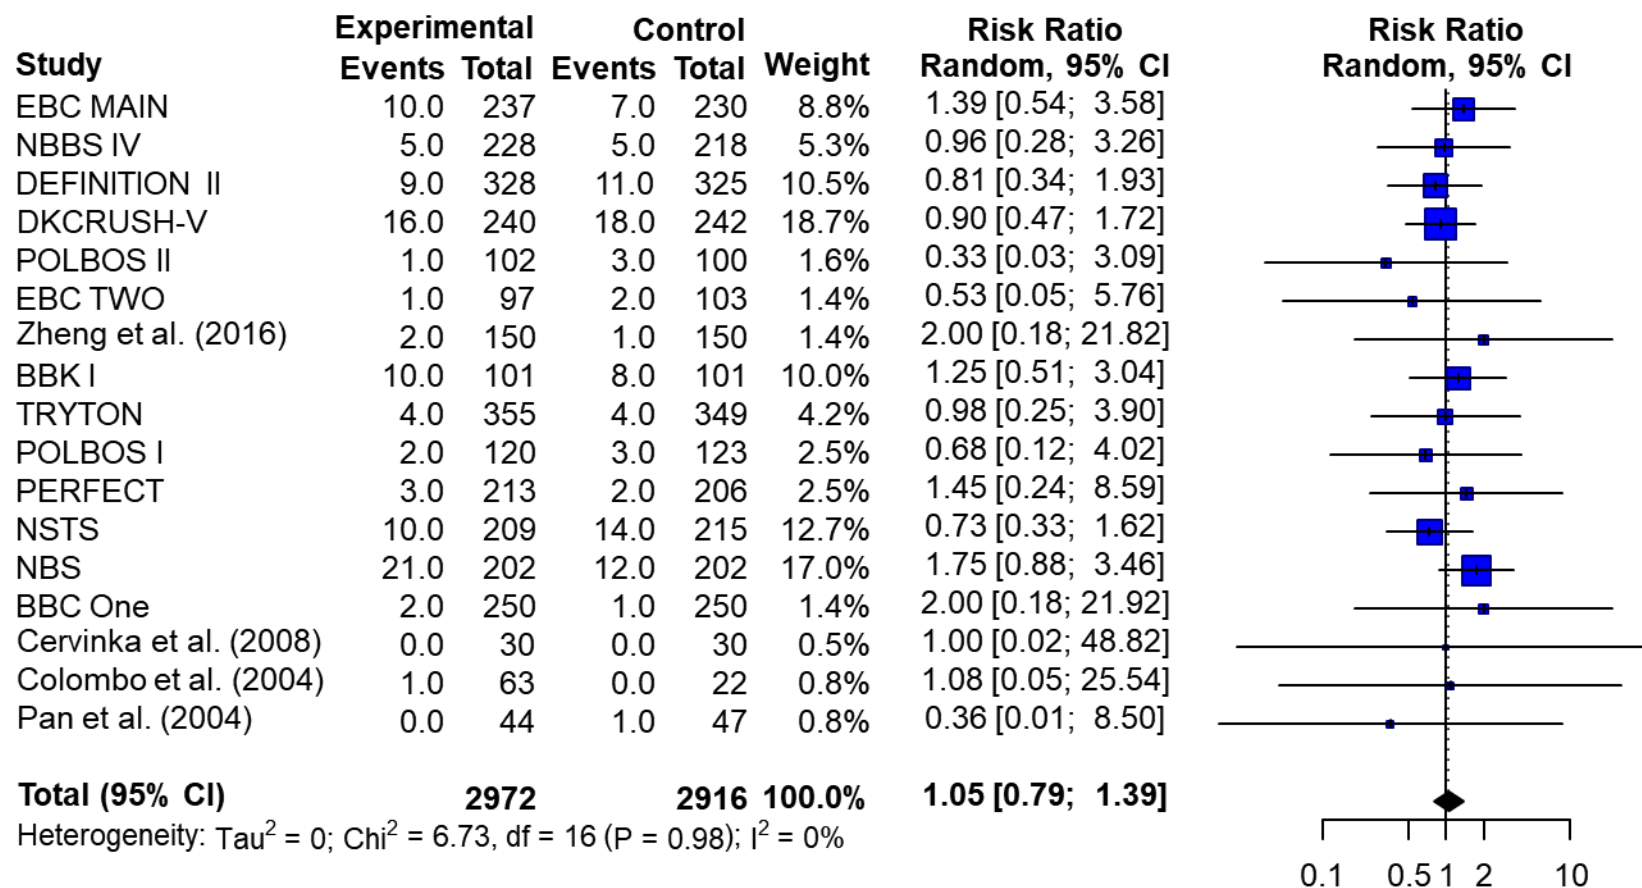 Experimental Control Risk Ratio Risk Ratio
Study Events Total Events Total Weight Random, 95% CI Random, 95% CI
EBC MAIN 10.0 237 7.0 230 8.8% 1.39 [0.54; 3.58]
NBBS IV 5.0 228 5.0 218 5.3% 0.96 [0.28; 3.26]
DEFINITION II 9.0 328 11.0 325 10.5% 0.81 [0.34; 1.93]
DKCRUSH-V 16.0 240 18.0 242 18.7% 0.90 [0.47; 1.72]
POLBOS II 1.0 102 3.0 100 1.6% 0.33 [0.03; 3.09]
EBC TWO 1.0 97 2.0 103 1.4% 0.53 [0.05; 5.76]
Zheng et al. (2016) 2.0 150 1.0 150 1.4% 2.00 [0.18; 21.82]
BBK I 10.0 101 8.0 101 10.0% 1.25 [0.51; 3.04]
TRYTON 4.0 355 4.0 349 4.2% 0.98 [0.25; 3.90]
POLBOS I 2.0 120 3.0 123 2.5% 0.68 [0.12; 4.02]
PERFECT 3.0 213 2.0 206 2.5% 1.45 [0.24; 8.59]
NSTS 10.0 209 14.0 215 12.7% 0.73 [0.33; 1.62]
NBS 21.0 202 12.0 202 17.0% 1.75 [0.88; 3.46]
BBC One 2.0 250 1.0 250 1.4% 2.00 [0.18; 21.92]
Cervinka et al. (2008) 0.0 30 0.0 30 0.5% 1.00 [0.02; 48.82]
Colombo et al. (2004) 1.0 63 0.0 22 0.8% 1.08 [0.05; 25.54]
Pan et al. (2004) 0.0 44 1.0 47 0.8% 0.36 [0.01; 8.50]
Total (95% CI) 2972 2916 100.0% 1.05 [0.79; 1.39]
Heterogeneity: Tau² = 0; Chi² = 6.73, df = 16 (P = 0.98); I² = 0%
0.1 0.5 1 2 10